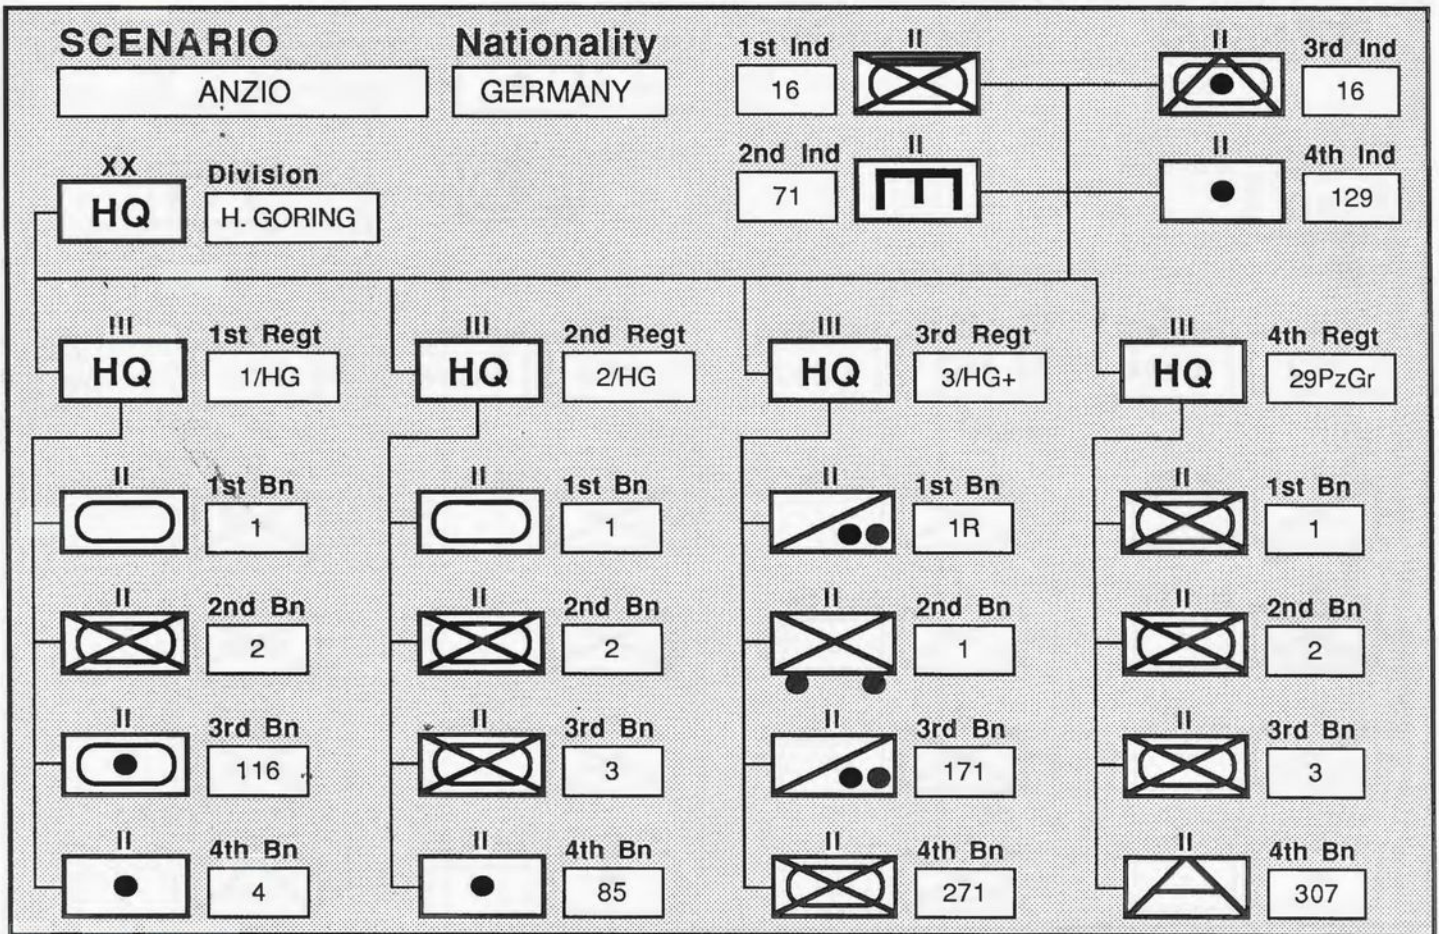 SCENARIO Nationality
ANZIO GERMANY
1st Ind II II 3rd Ind
16 16
2nd Ind II II 4th Ind
71 129
XX Division
HQ H. GORING
III 1st Regt III 2nd Regt III 3rd Regt III 4th Regt
HQ 1/HG HQ 2/HG HQ 3/HG+ HQ 29PzGr
II 1st Bn II 1st Bn II 1st Bn II 1st Bn
1 1 1R 1
II 2nd Bn II 2nd Bn II 2nd Bn II 2nd Bn
2 2 1 2
II 3rd Bn II 3rd Bn II 3rd Bn II 3rd Bn
116 3 171 3
II 4th Bn II 4th Bn II 4th Bn II 4th Bn
4 85 271 307